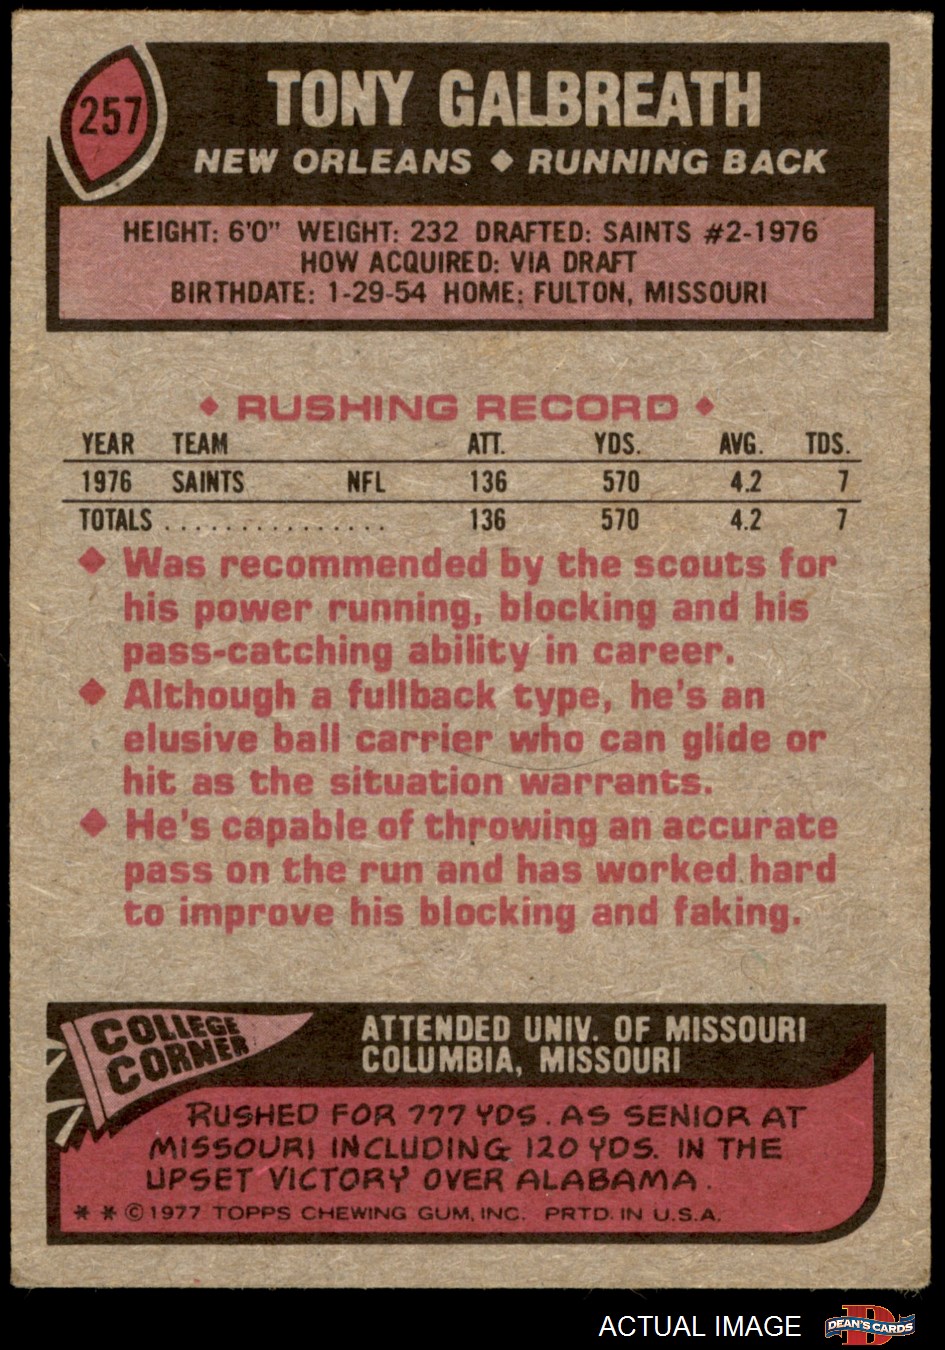 257
TONY GALBREATH
NEW ORLEANS ♦ RUNNING BACK
HEIGHT: 6'0" WEIGHT: 232 DRAFTED: SAINTS #2-1976
HOW ACQUIRED: VIA DRAFT
BIRTHDATE: 1-29-54 HOME: FULTON, MISSOURI
♦ RUSHING RECORD ♦
YEAR TEAM ATT. YDS. AVG. TDS.
1976 SAINTS NFL 136 570 4.2 7
TOTALS . . . . . . . . . . . . . . . 136 570 4.2 7
♦ Was recommended by the scouts for
his power running, blocking and his
pass-catching ability in career.
♦ Although a fullback type, he's an
elusive ball carrier who can glide or
hit as the situation warrants.
♦ He's capable of throwing an accurate
pass on the run and has worked hard
to improve his blocking and faking.
COLLEGE
CORNER
ATTENDED UNIV. OF MISSOURI
COLUMBIA, MISSOURI
RUSHED FOR 777 YDS. AS SENIOR AT
MISSOURI INCLUDING 120 YDS. IN THE
UPSET VICTORY OVER ALABAMA.
* * © 1977 TOPPS CHEWING GUM, INC. PRTD. IN U.S.A.
ACTUAL IMAGE
D
DEAN'S CARDS